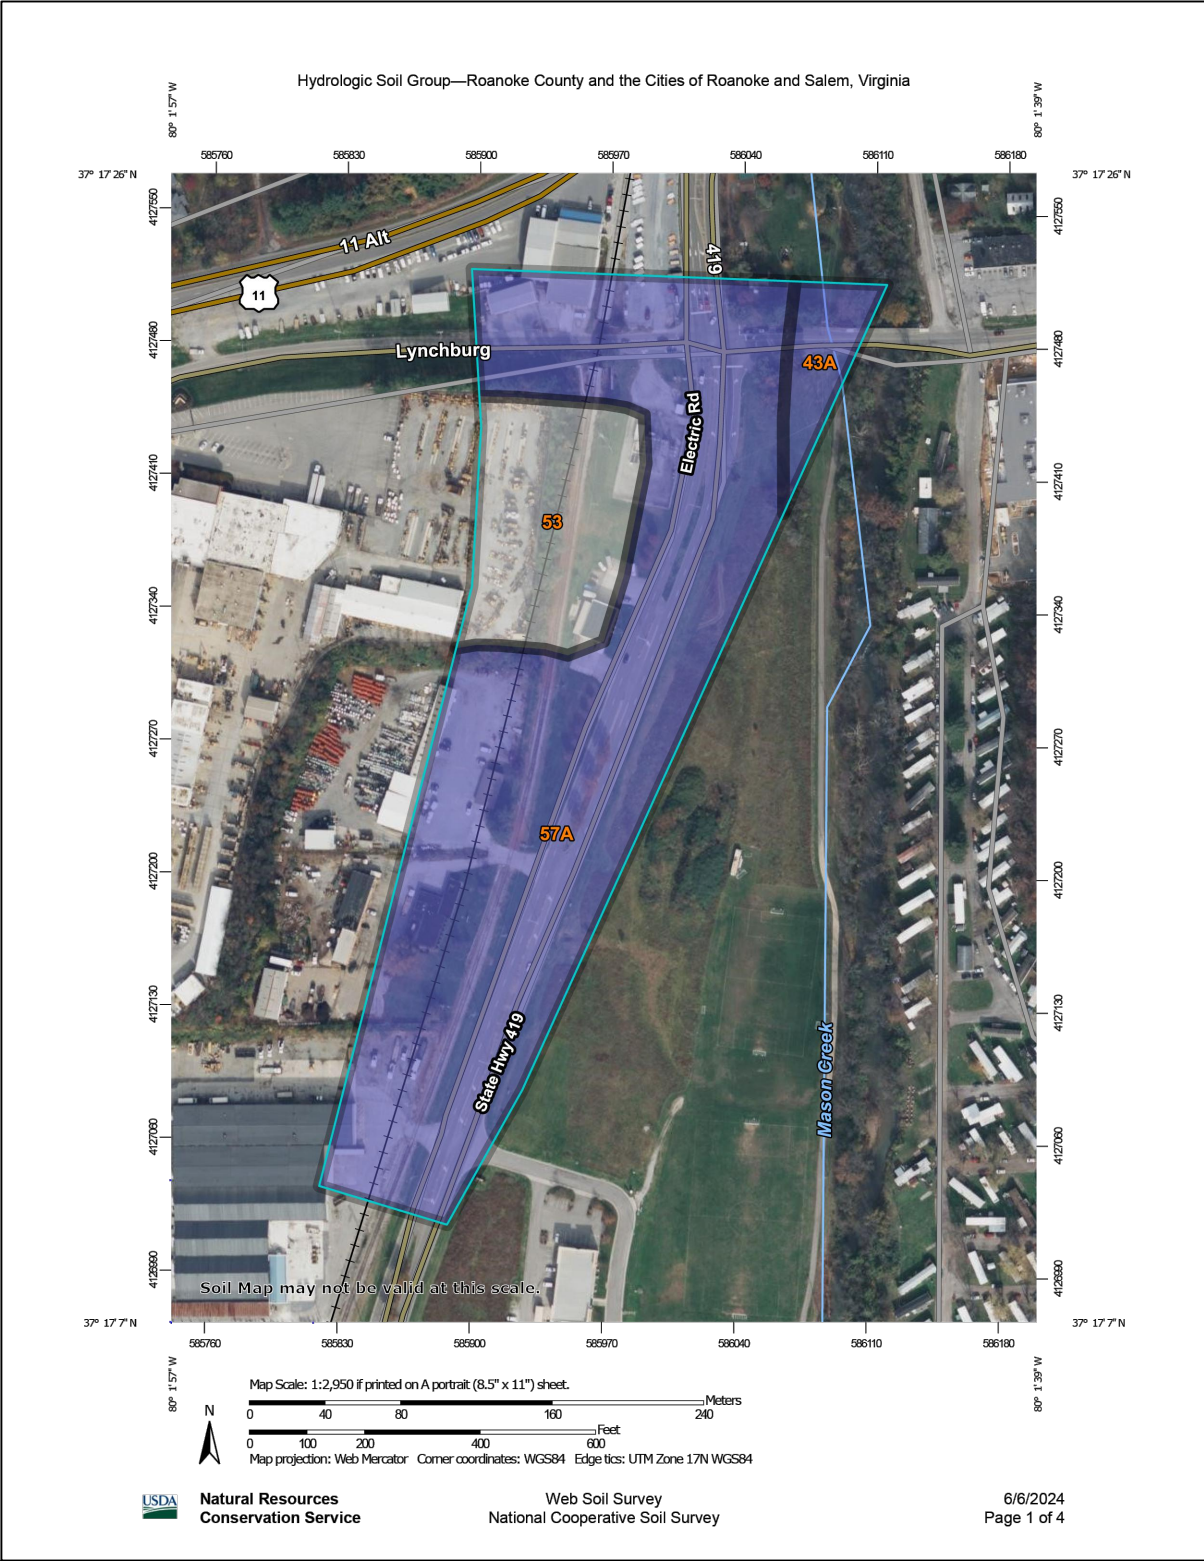 Hydrologic Soil Group—Roanoke County and the Cities of Roanoke and Salem, Virginia
80° 1' 57'' W
80° 1' 39'' W
585760 585830 585900 585970 586040 586110 586180
37° 17' 26'' N
37° 17' 26'' N
4127550
4127550
11 Alt
419
11
4127480
4127480
Lynchburg
43A
Electric Rd
4127410
4127410
53
4127340
4127340
4127270
4127270
57A
4127200
4127200
4127130
4127130
State Hwy 419
Mason Creek
4127060
4127060
4126990
4126990
Soil Map may not be valid at this scale.
37° 17' 7'' N
37° 17' 7'' N
585760 585830 585900 585970 586040 586110 586180
80° 1' 57'' W
80° 1' 39'' W
Map Scale: 1:2,950 if printed on A portrait (8.5" x 11") sheet.
Meters
0 40 80 160 240
Feet
0 100 200 400 600
Map projection: Web Mercator Corner coordinates: WGS84 Edge tics: UTM Zone 17N WGS84
N
USDA
Natural Resources
Conservation Service
Web Soil Survey
National Cooperative Soil Survey
6/6/2024
Page 1 of 4